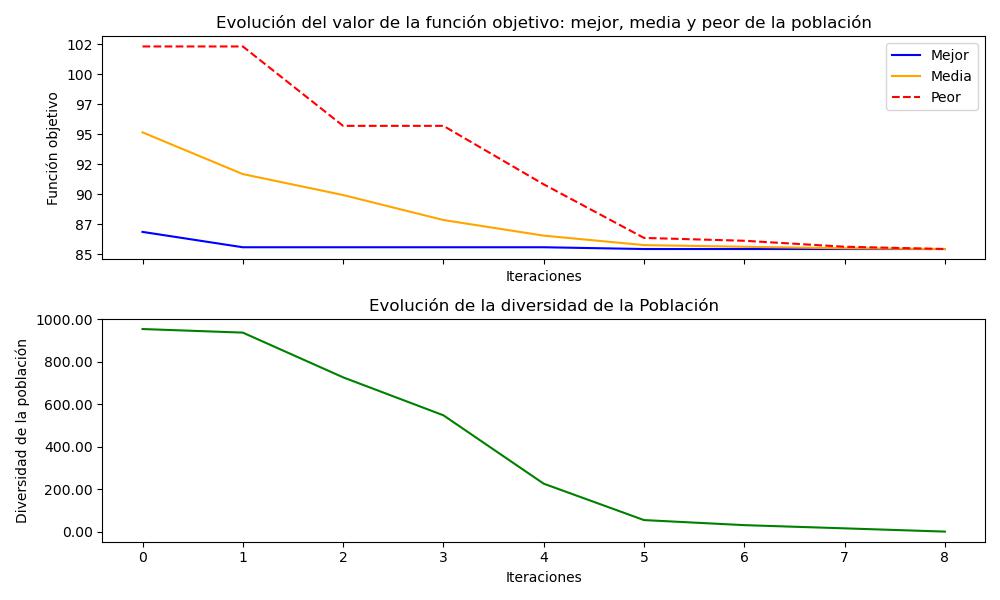 Evolución del valor de la función objetivo: mejor, media y peor de la población
102
100
97
95
92
90
87
85
Función objetivo
Mejor
Media
Peor
Iteraciones
Evolución de la diversidad de la Población
1000.00
800.00
600.00
400.00
200.00
0.00
Diversidad de la población
0 1 2 3 4 5 6 7 8
Iteraciones